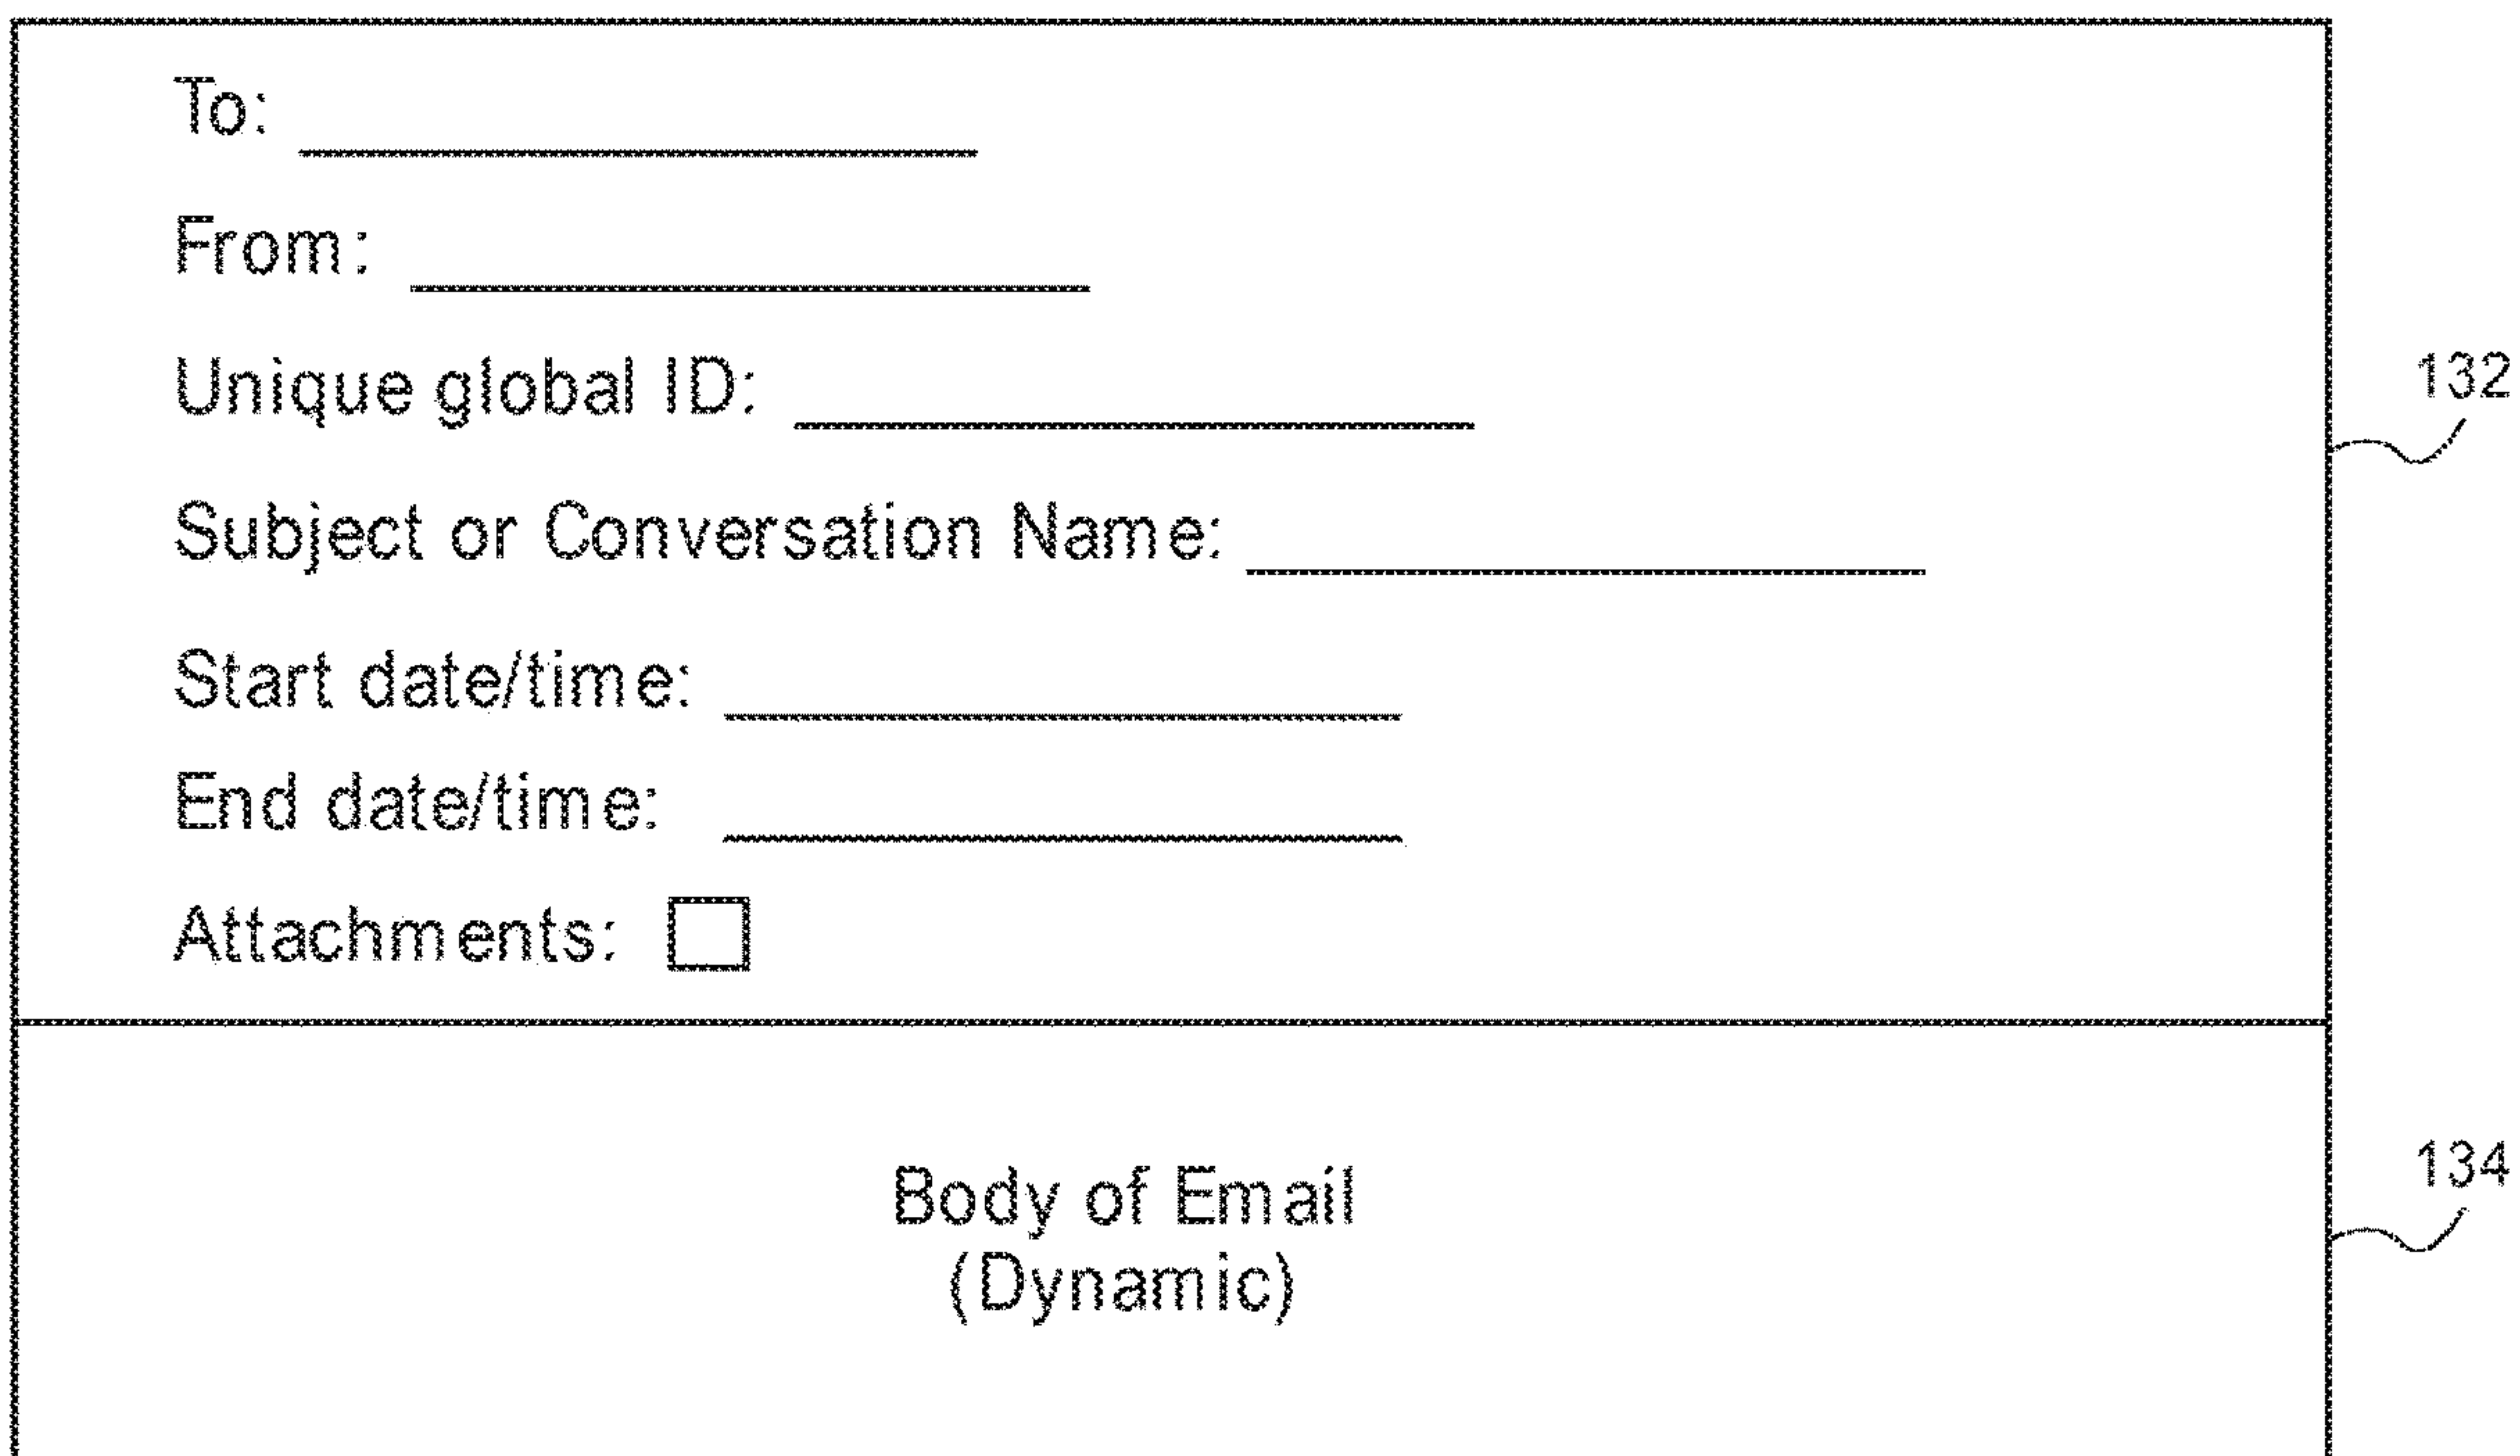 To:
From:
Unique global ID:
132
Subject or Conversation Name:
Start date/time:
End date/time:
Attachments:
134
Body of Email
(Dynamic)